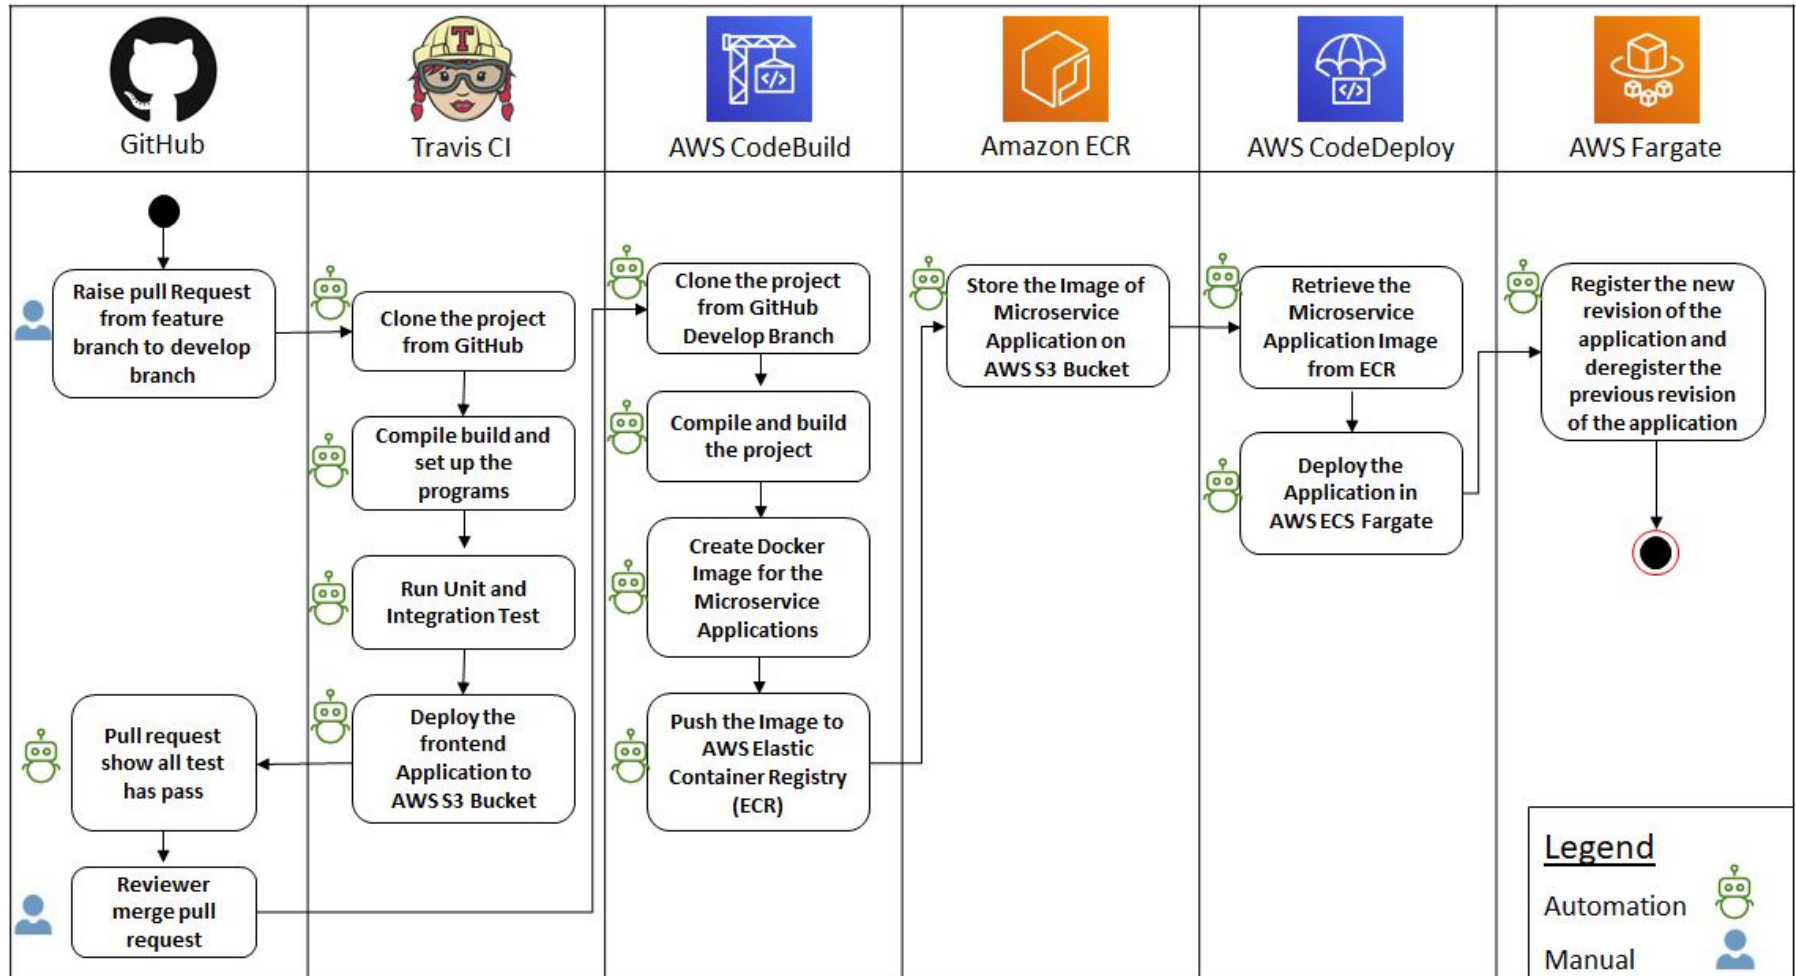 GitHub
Travis CI
AWS CodeBuild
Amazon ECR
AWS CodeDeploy
AWS Fargate
Raise pull Request
from feature
branch to develop
branch
Pull request
show all test
has pass
Reviewer
merge pull
request
T
Clone the project
from GitHub
Compile build and
set up the
programs
Run Unit and
Integration Test
Deploy the
frontend
Application to
AWS S3 Bucket
</>
Clone the project
from GitHub
Develop Branch
Compile and build
the project
Create Docker
Image for the
Microservice
Applications
Push the Image to
AWS Elastic
Container Registry
(ECR)
Store the Image of
Microservice
Application on
AWS S3 Bucket
</>
Retrieve the
Microservice
Application Image
from ECR
Deploy the
Application in
AWS ECS Fargate
Register the new
revision of the
application and
deregister the
previous revision
of the application
Legend
Automation
Manual